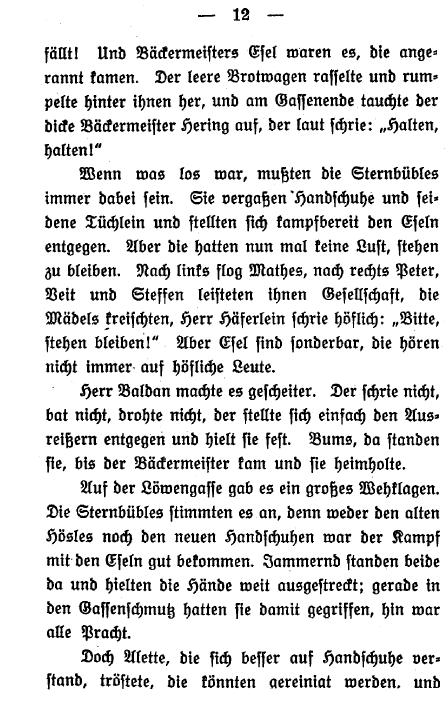 — 12 —
fällt! Und Bäckermeisters Esel waren es, die ange-
rannt kamen. Der leere Brotwagen rasselte und rum-
pelte hinter ihnen her, und am Gassenende tauchte der
dicke Bäckermeister Hering auf, der laut schrie: „Halten,
halten!“
Wenn was los war, mußten die Sternbübles
immer dabei sein. Sie vergaßen Handschuhe und sei-
dene Tüchlein und stellten sich kampfbereit den Eseln
entgegen. Aber die hatten nun mal keine Lust, stehen
zu bleiben. Nach links flog Mathes, nach rechts Peter,
Veit und Steffen leisteten ihnen Gesellschaft, die
Mädels kreischten, Herr Häferlein schrie höflich: „Bitte,
stehen bleiben!“ Aber Esel sind sonderbar, die hören
nicht immer auf höfliche Leute.
Herr Baldan machte es gescheiter. Der schrie nicht,
bat nicht, drohte nicht, der stellte sich einfach den Aus-
reißern entgegen und hielt sie fest. Bums, da standen
sie, bis der Bäckermeister kam und sie heimholte.
Auf der Löwengasse gab es ein großes Wehklagen.
Die Sternbübles stimmten es an, denn weder den alten
Hösles noch den neuen Handschuhen war der Kampf
mit den Eseln gut bekommen. Jammernd standen beide
da und hielten die Hände weit ausgestreckt; gerade in
den Gassenschmutz hatten sie damit gegriffen, hin war
alle Pracht.
Doch Alette, die sich besser auf Handschuhe ver-
stand, tröstete, die könnten gereinigt werden, und